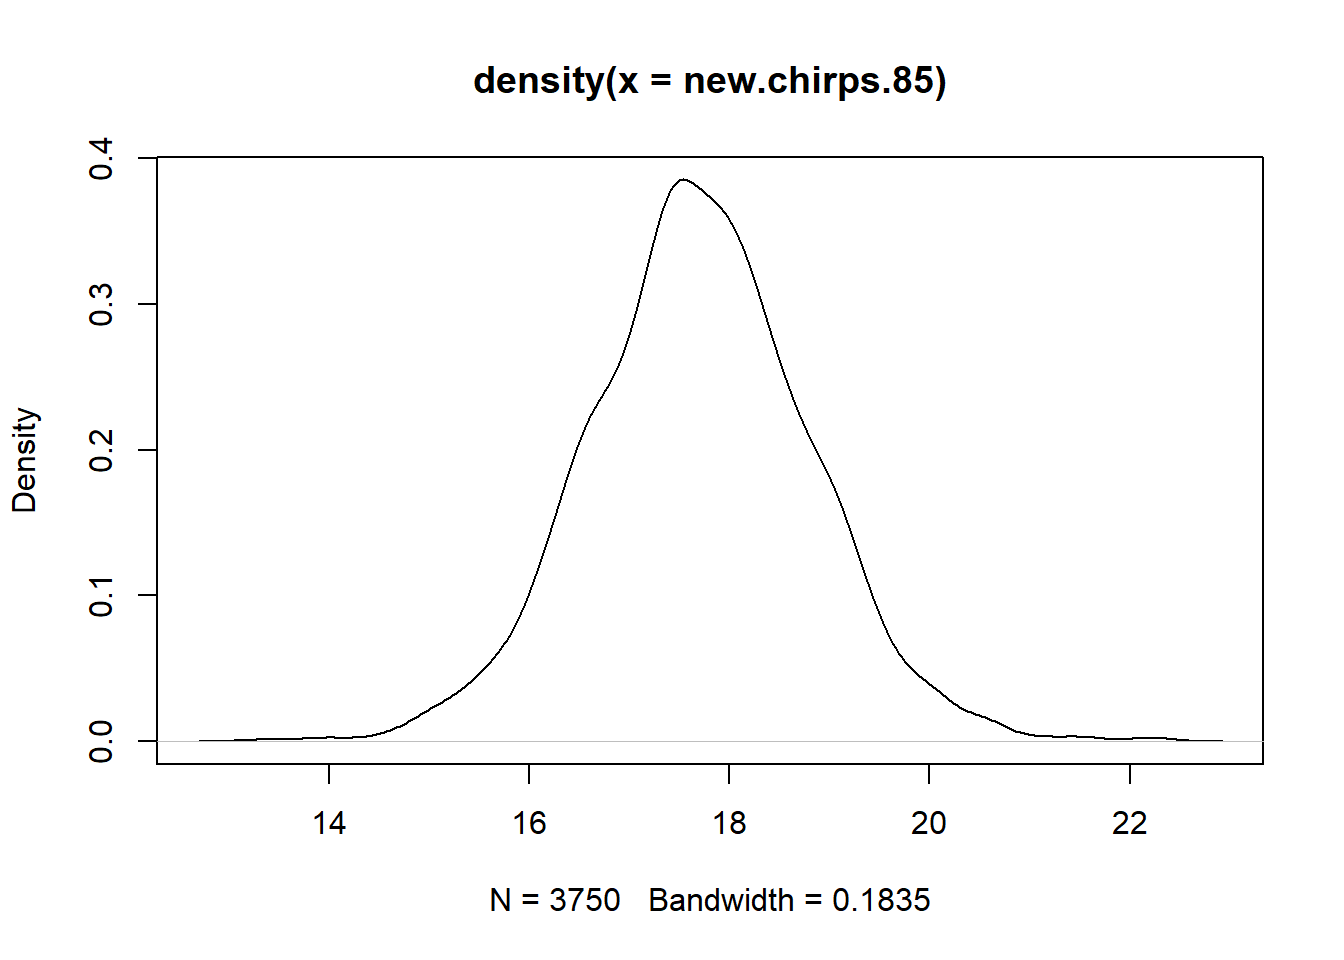 density(x = new.chirps.85)
Density
0.4
0.3
0.2
0.1
0.0
14 16 18 20 22
N = 3750 Bandwidth = 0.1835